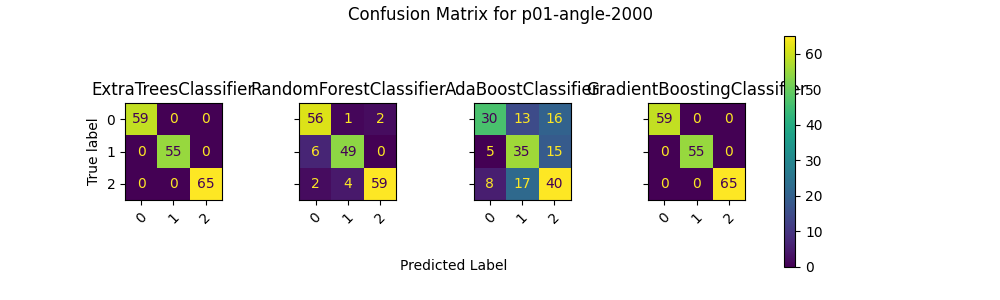 Confusion Matrix for p01-angle-2000
ExtraTreesClassifier RandomForestClassifier AdaBoostClassifier GradientBoostingClassifier
True label
0 59 0 0
1 0 55 0
2 0 0 65
0 1 2
56 1 2
6 49 0
2 4 59
0 1 2
30 13 16
5 35 15
8 17 40
0 1 2
59 0 0
0 55 0
0 0 65
0 1 2
60
50
40
30
20
10
0
Predicted Label